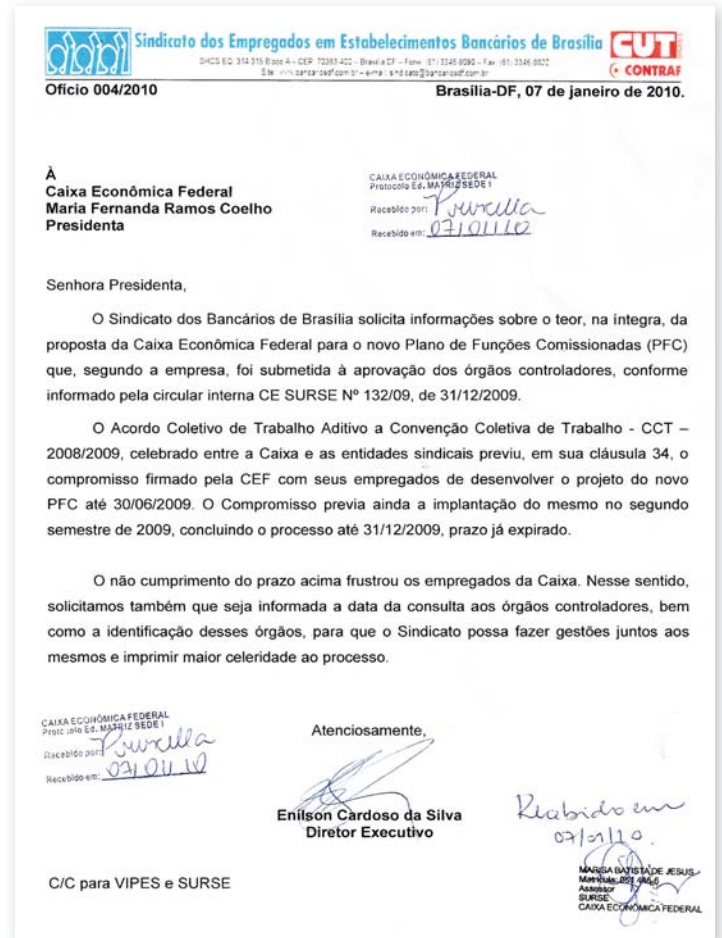 Sindicato dos Empregados em Estabelecimentos Bancários de Brasília
CUT
CONTRAF
Ofício 004/2010
Brasília-DF, 07 de janeiro de 2010.
À
Caixa Econômica Federal
Maria Fernanda Ramos Coelho
Presidenta
CAIXA ECONÔMICA FEDERAL
Protocolo Ed. MATRIZ SEDE I
Recebido por: Priscilla
Recebido em: 07/01/10
Senhora Presidenta,
O Sindicato dos Bancários de Brasília solicita informações sobre o teor, na íntegra, da
proposta da Caixa Econômica Federal para o novo Plano de Funções Comissionadas (PFC)
que, segundo a empresa, foi submetida à aprovação dos órgãos controladores, conforme
informado pela circular interna CE SURSE Nº 132/09, de 31/12/2009.
O Acordo Coletivo de Trabalho Aditivo a Convenção Coletiva de Trabalho - CCT –
2008/2009, celebrado entre a Caixa e as entidades sindicais previu, em sua cláusula 34, o
compromisso firmado pela CEF com seus empregados de desenvolver o projeto do novo
PFC até 30/06/2009. O Compromisso previa ainda a implantação do mesmo no segundo
semestre de 2009, concluindo o processo até 31/12/2009, prazo já expirado.
O não cumprimento do prazo acima frustrou os empregados da Caixa. Nesse sentido,
solicitamos também que seja informada a data da consulta aos órgãos controladores, bem
como a identificação desses órgãos, para que o Sindicato possa fazer gestões juntos aos
mesmos e imprimir maior celeridade ao processo.
CAIXA ECONÔMICA FEDERAL
Protocolo Ed. MATRIZ SEDE I
Recebido por: Priscilla
Recebido em: 07/01/10
Atenciosamente,
Enilson Cardoso da Silva
Diretor Executivo
Recebido em
07/01/10.
MARISA BATISTA DE JESUS
Matrícula:
Assessor
SURSE
CAIXA ECONÔMICA FEDERAL
C/C para VIPES e SURSE